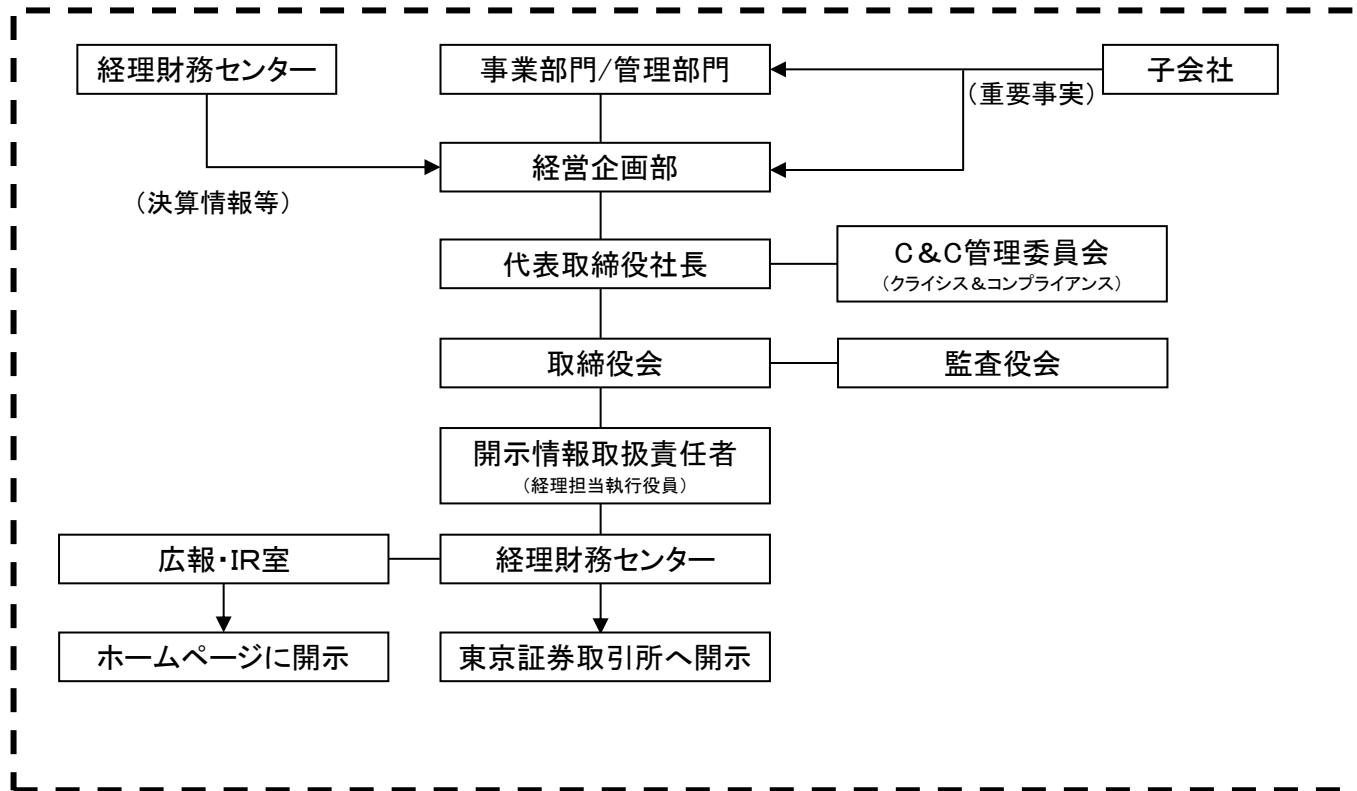 経理財務センター
事業部門/管理部門
子会社
（重要事実）
経営企画部
（決算情報等）
代表取締役社長
C＆C管理委員会
（クライシス＆コンプライアンス）
取締役会
監査役会
開示情報取扱責任者
（経理担当執行役員）
広報・IR室
経理財務センター
ホームページに開示
東京証券取引所へ開示